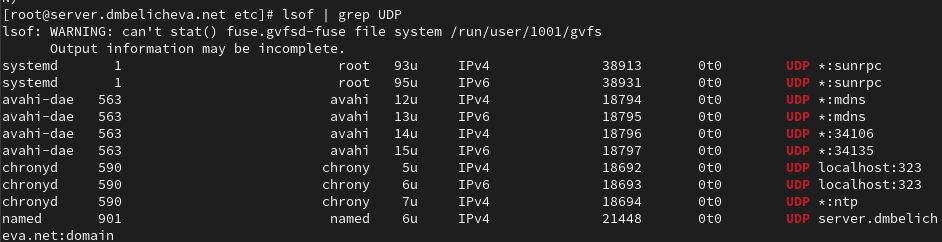 [root@server.dmbelicheva.net etc]# lsof | grep UDP
lsof: WARNING: can't stat() fuse.gvfsd-fuse file system /run/user/1001/gvfs
      Output information may be incomplete.
systemd     1                          root   93u     IPv4              38913       0t0        UDP *:sunrpc
systemd     1                          root   95u     IPv6              38931       0t0        UDP *:sunrpc
avahi-dae   563                         avahi   12u     IPv4              18794       0t0        UDP *:mdns
avahi-dae   563                         avahi   13u     IPv6              18795       0t0        UDP *:mdns
avahi-dae   563                         avahi   14u     IPv4              18796       0t0        UDP *:34106
avahi-dae   563                         avahi   15u     IPv6              18797       0t0        UDP *:34135
chronyd     590                        chrony    5u     IPv4              18692       0t0        UDP localhost:323
chronyd     590                        chrony    6u     IPv6              18693       0t0        UDP localhost:323
chronyd     590                        chrony    7u     IPv4              18694       0t0        UDP *:ntp
named       901                         named    6u     IPv4              21448       0t0        UDP server.dmbelich
eva.net:domain